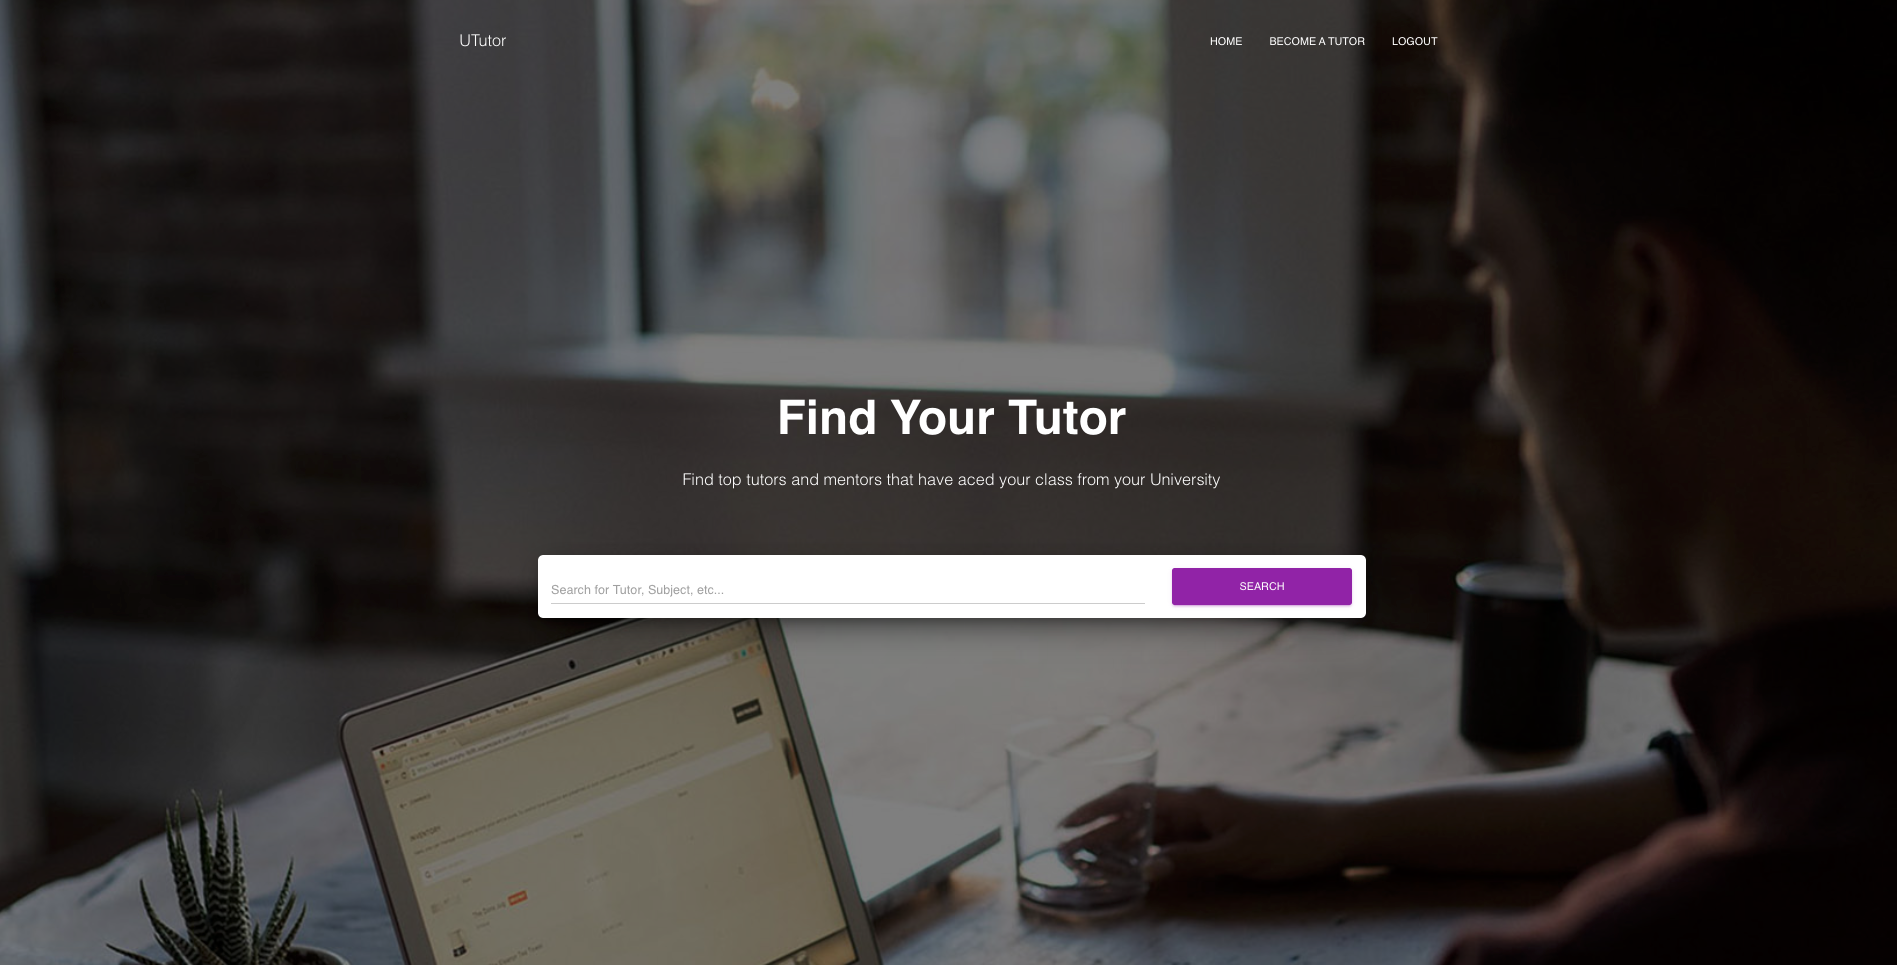 UTutor
HOME
BECOME A TUTOR
LOGOUT
Find Your Tutor
Find top tutors and mentors that have aced your class from your University
Search for Tutor, Subject, etc...
SEARCH
INVENTORY